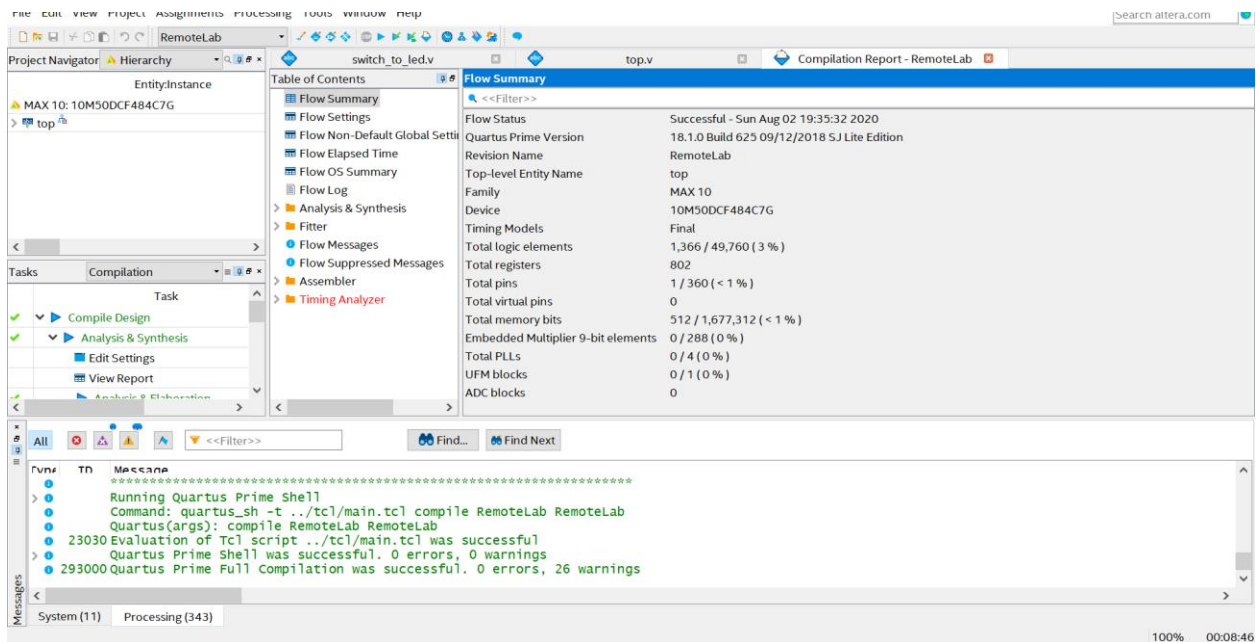 File Edit View Project Assignments Processing Tools Window Help
Search altera.com
RemoteLab
Project Navigator Hierarchy
Entity:Instance
MAX 10: 10M50DCF484C7G
top
Tasks Compilation
Task
Compile Design
Analysis & Synthesis
Edit Settings
View Report
Analysis & Elaboration
switch_to_led.v
top.v
Compilation Report - RemoteLab
Table of Contents
Flow Summary
Flow Settings
Flow Non-Default Global Settin
Flow Elapsed Time
Flow OS Summary
Flow Log
Analysis & Synthesis
Fitter
Flow Messages
Flow Suppressed Messages
Assembler
Timing Analyzer
Flow Summary
<<Filter>>
Flow Status Successful - Sun Aug 02 19:35:32 2020
Quartus Prime Version 18.1.0 Build 625 09/12/2018 SJ Lite Edition
Revision Name RemoteLab
Top-level Entity Name top
Family MAX 10
Device 10M50DCF484C7G
Timing Models Final
Total logic elements 1,366 / 49,760 ( 3 % )
Total registers 802
Total pins 1 / 360 ( < 1 % )
Total virtual pins 0
Total memory bits 512 / 1,677,312 ( < 1 % )
Embedded Multiplier 9-bit elements 0 / 288 ( 0 % )
Total PLLs 0 / 4 ( 0 % )
UFM blocks 0 / 1 ( 0 % )
ADC blocks 0
All <<Filter>> Find... Find Next
Type ID Message
*******************************************************************
Running Quartus Prime Shell
Command: quartus_sh -t ../tcl/main.tcl compile RemoteLab RemoteLab
Quartus(args): compile RemoteLab RemoteLab
23030 Evaluation of Tcl script ../tcl/main.tcl was successful
Quartus Prime Shell was successful. 0 errors, 0 warnings
293000 Quartus Prime Full Compilation was successful. 0 errors, 26 warnings
Messages
System (11) Processing (343)
100% 00:08:46